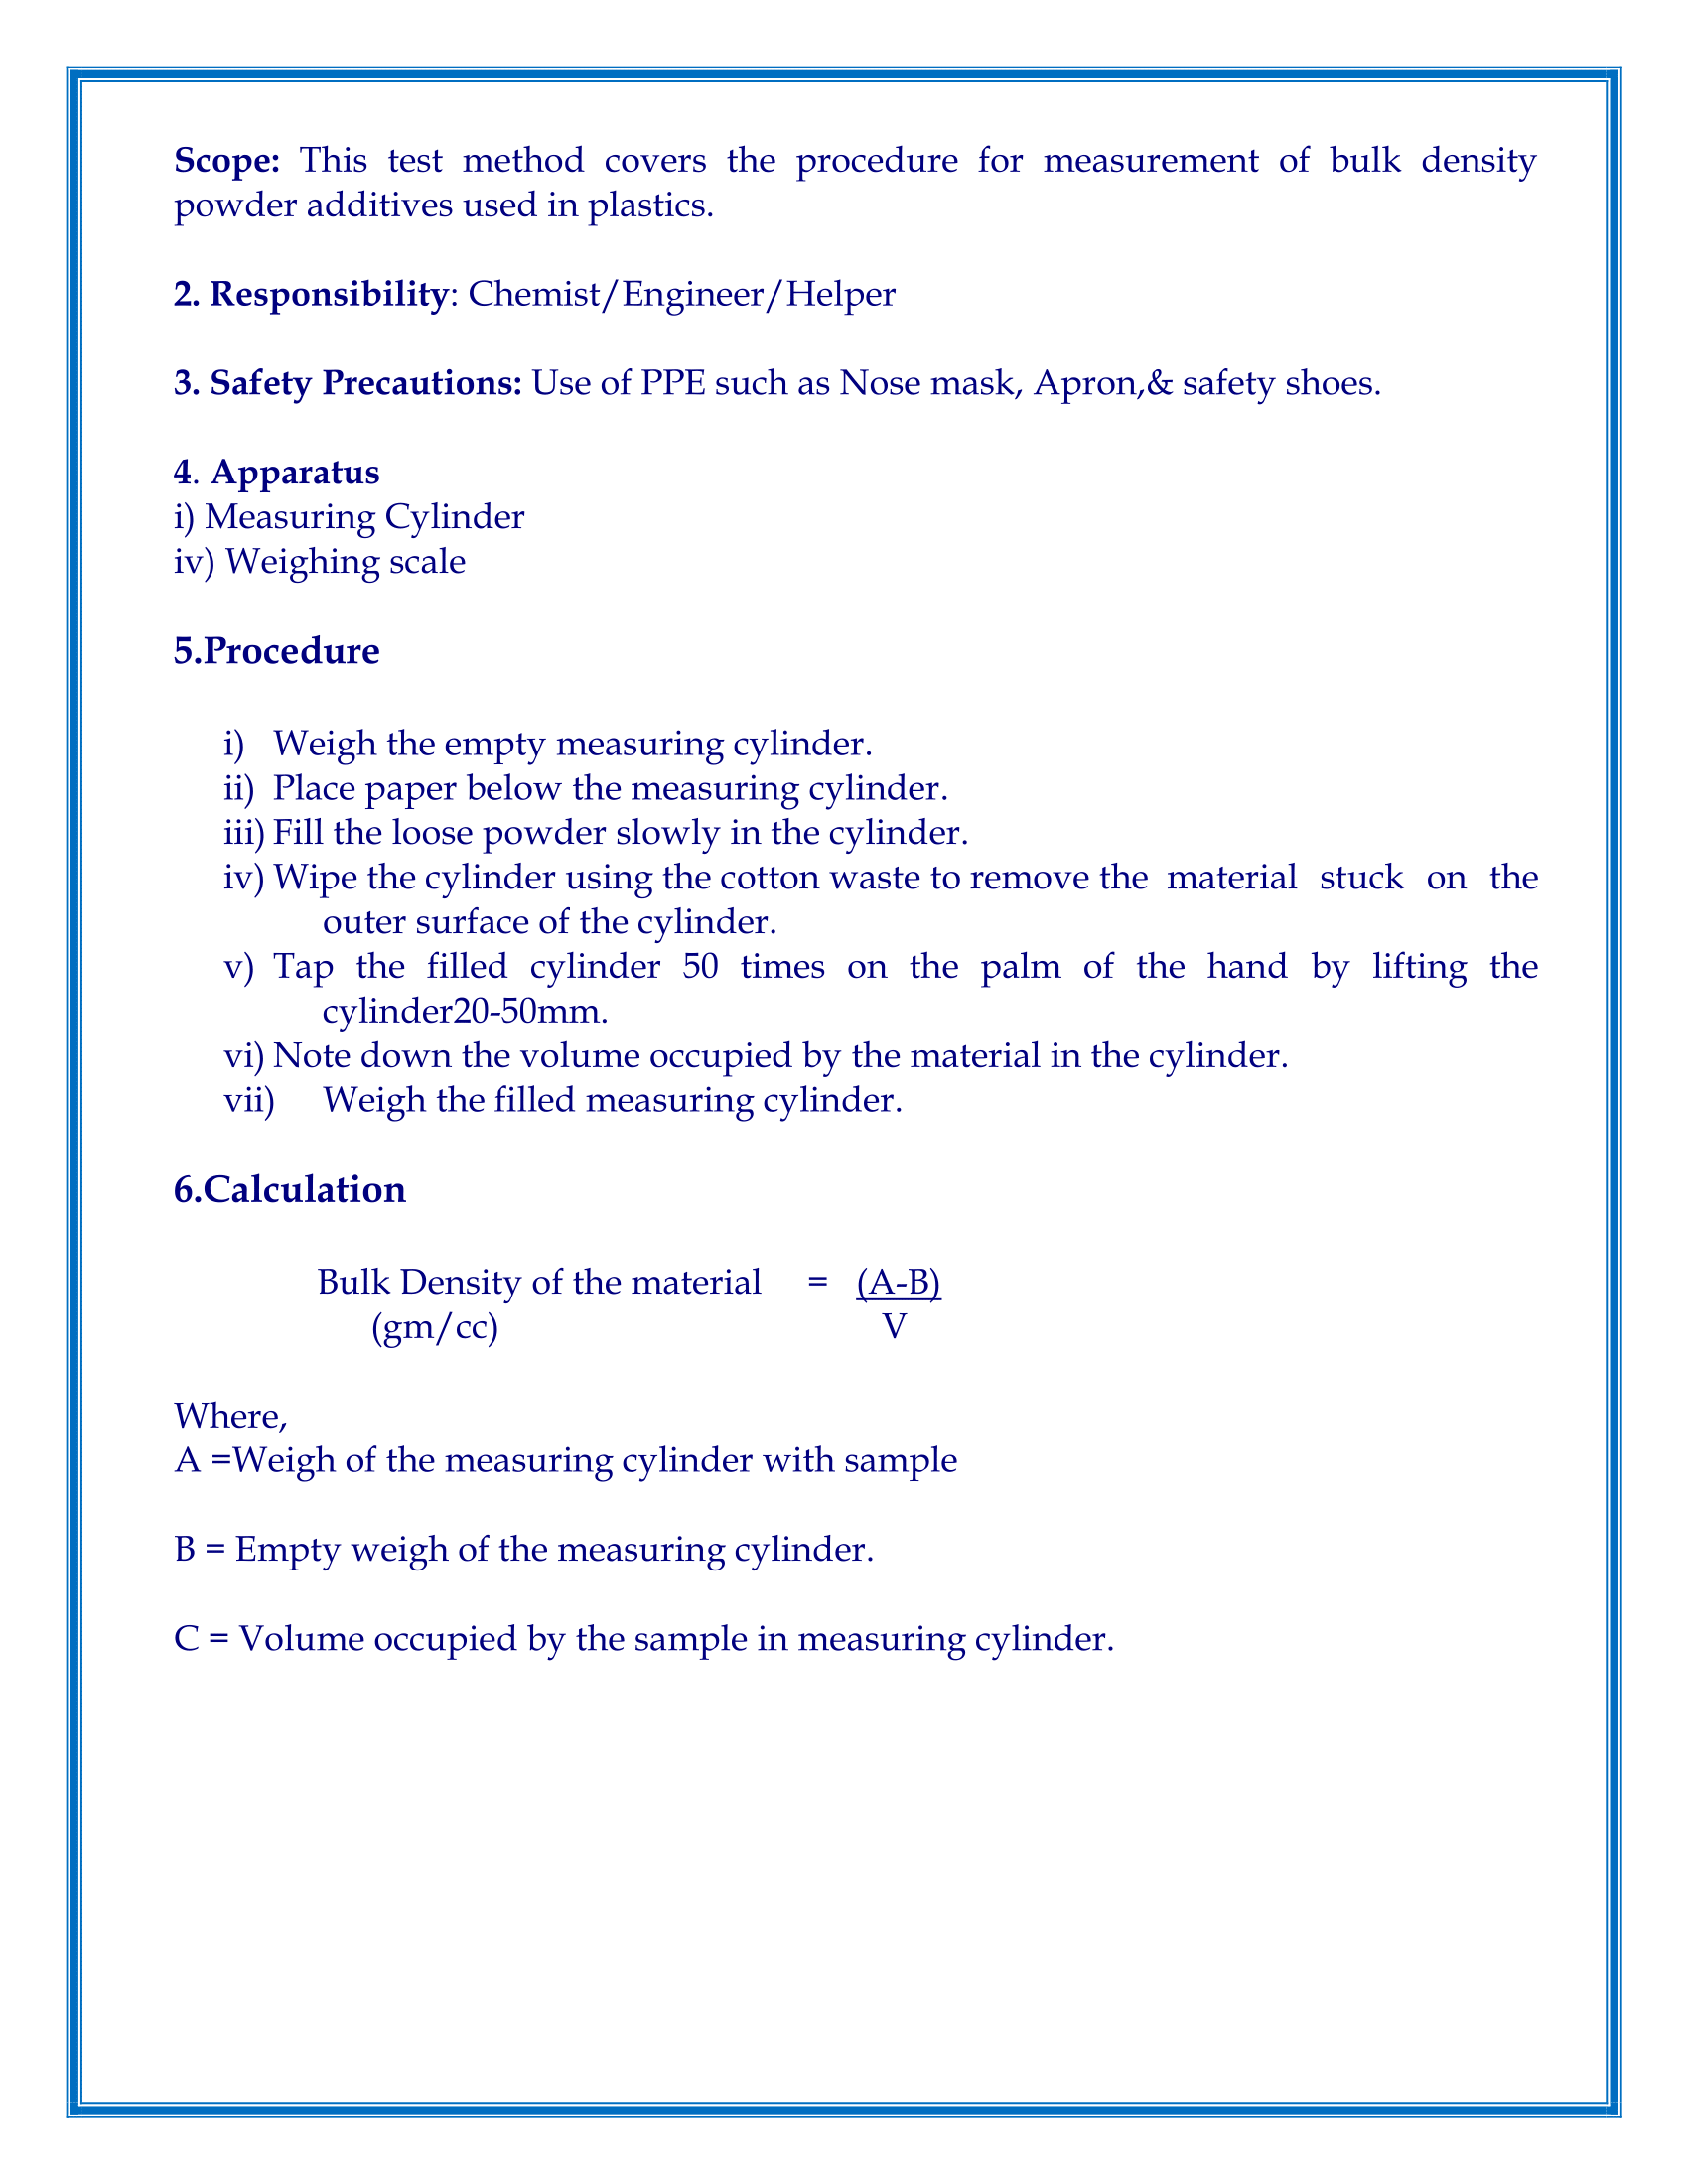 Scope: This test method covers the procedure for measurement of bulk density
powder additives used in plastics.
2. Responsibility: Chemist/Engineer/Helper
3. Safety Precautions: Use of PPE such as Nose mask, Apron,& safety shoes.
4. Apparatus
i) Measuring Cylinder
iv) Weighing scale
5.Procedure
i) Weigh the empty measuring cylinder.
ii) Place paper below the measuring cylinder.
iii) Fill the loose powder slowly in the cylinder.
iv) Wipe the cylinder using the cotton waste to remove the material stuck on the
outer surface of the cylinder.
v) Tap the filled cylinder 50 times on the palm of the hand by lifting the
cylinder20-50mm.
vi) Note down the volume occupied by the material in the cylinder.
vii) Weigh the filled measuring cylinder.
6.Calculation
Bulk Density of the material = (A-B)
(gm/cc) V
Where,
A =Weigh of the measuring cylinder with sample
B = Empty weigh of the measuring cylinder.
C = Volume occupied by the sample in measuring cylinder.